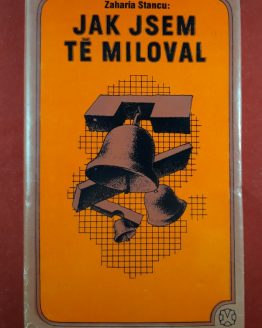 Zaharia Stancu:
JAK JSEM
TĚ MILOVAL